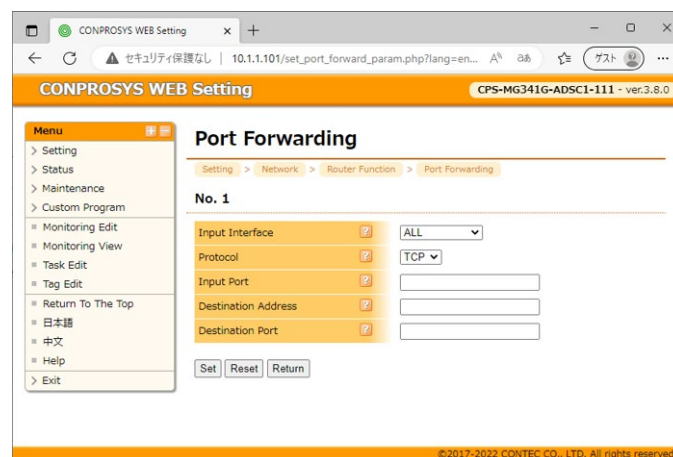 CONPROSYS WEB Setting
セキュリティ保護なし | 10.1.1.101/set_port_forward_param.php?lang=en...
ゲスト
CONPROSYS WEB Setting
CPS-MG341G-ADSC1-111 - ver.3.8.0
Menu
Setting
Status
Maintenance
Custom Program
Monitoring Edit
Monitoring View
Task Edit
Tag Edit
Return To The Top
日本語
中文
Help
Exit
Port Forwarding
Setting > Network > Router Function > Port Forwarding
No. 1
Input Interface ? ALL
Protocol ? TCP
Input Port ?
Destination Address ?
Destination Port ?
Set Reset Return
©2017-2022 CONTEC CO., LTD. All rights reserved